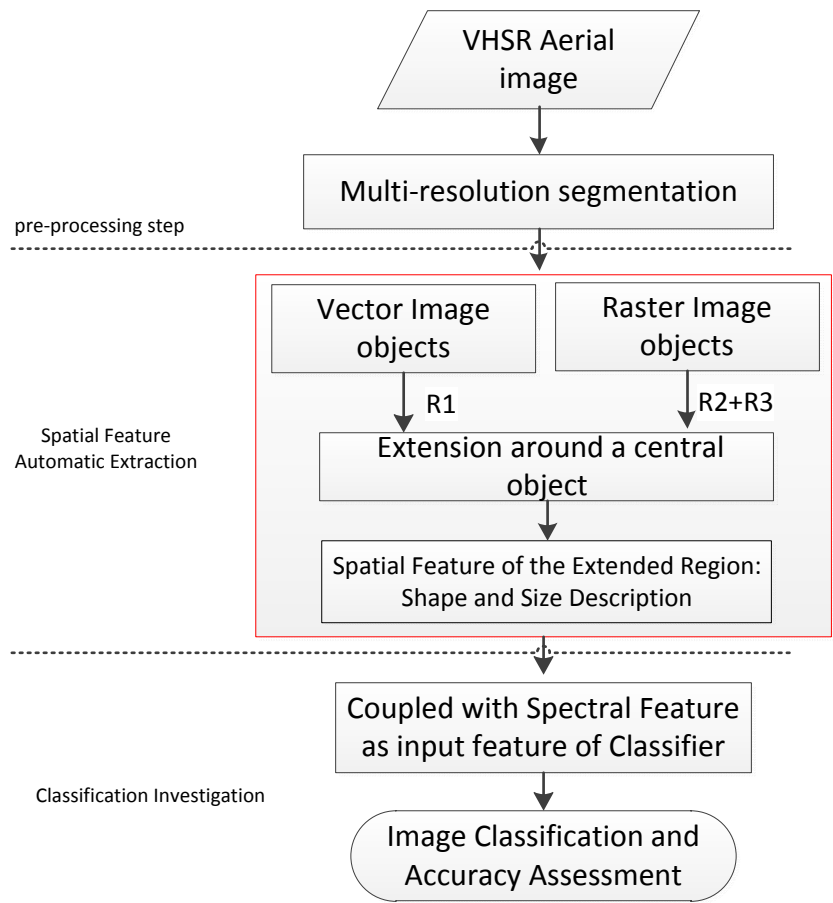 VHSR Aerial
image
Multi-resolution segmentation
pre-processing step
Vector Image
objects
Raster Image
objects
R1
R2+R3
Spatial Feature
Automatic Extraction
Extension around a central
object
Spatial Feature of the Extended Region:
Shape and Size Description
Coupled with Spectral Feature
as input feature of Classifier
Classification Investigation
Image Classification and
Accuracy Assessment